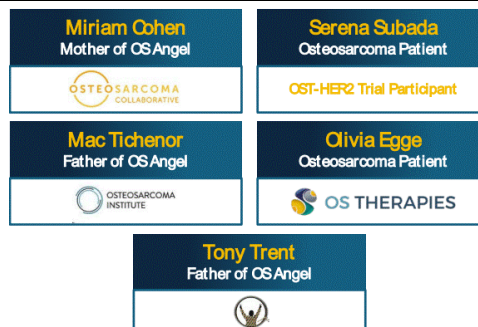 Miriam Cohen
Mother of OS Angel
OSTEOSARCOMA
COLLABORATIVE
Serena Subada
Osteosarcoma Patient
OST-HER2 Trial Participant
Mac Tichenor
Father of OS Angel
OSTEOSARCOMA
INSTITUTE
Olivia Egge
Osteosarcoma Patient
OS THERAPIES
Tony Trent
Father of OS Angel